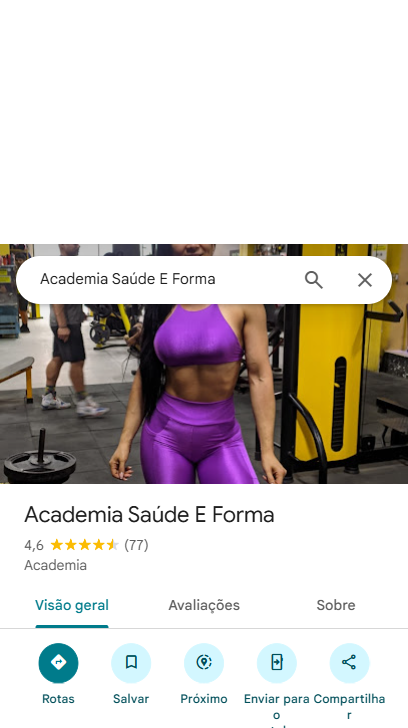 Academia Saúde E Forma
Academia Saúde E Forma
4,6 (77)
Academia
Visão geral Avaliações Sobre
Rotas Salvar Próximo Enviar para o Compartilhar